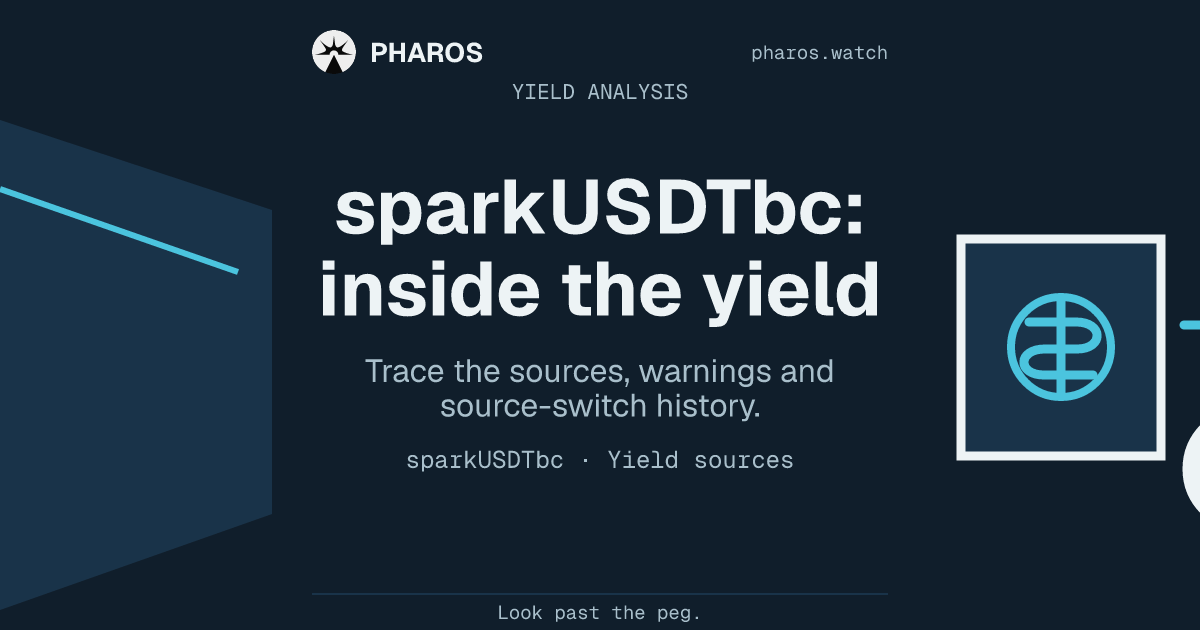 PHAROS
pharos.watch
YIELD ANALYSIS
sparkUSDTbc:
inside the yield
Trace the sources, warnings and
source-switch history.
sparkUSDTbc · Yield sources
Look past the peg.